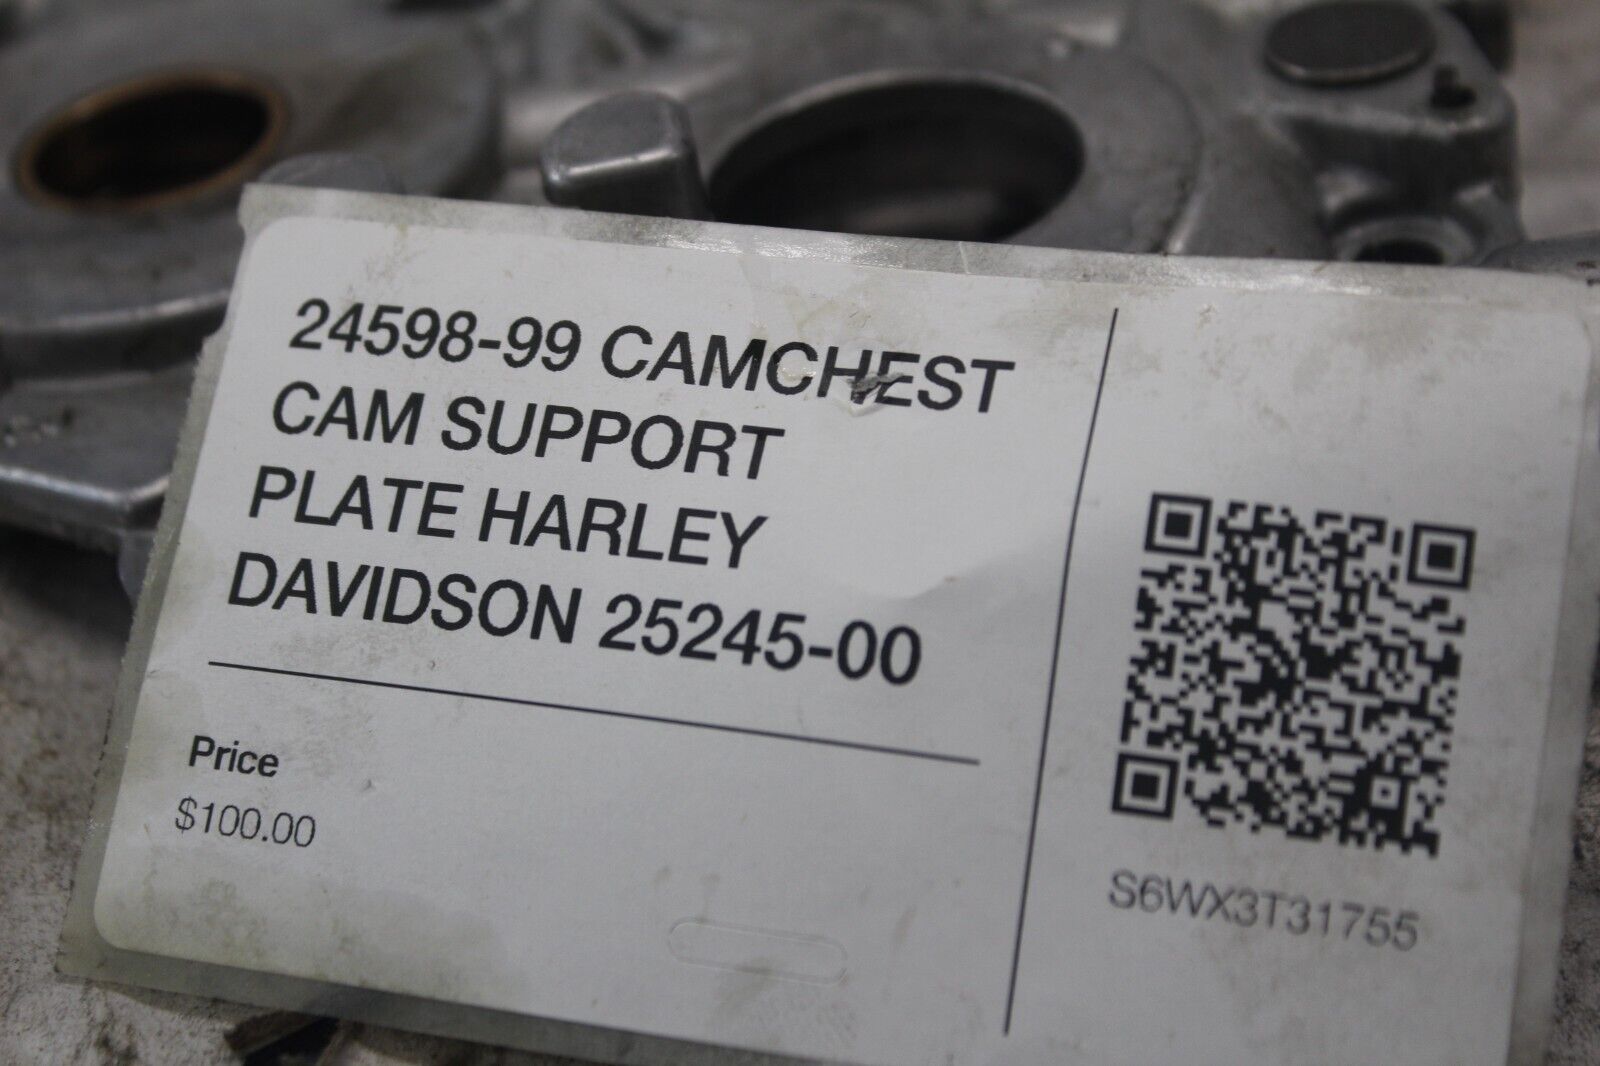 24598-99 CAMCHEST
CAM SUPPORT
PLATE HARLEY
DAVIDSON 25245-00
Price
$100.00
S6WX3T31755